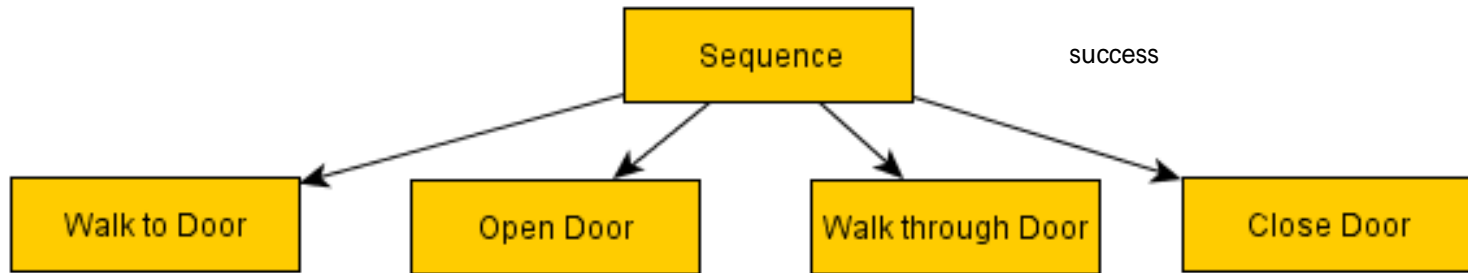 Sequence
success
Walk to Door
Open Door
Walk through Door
Close Door